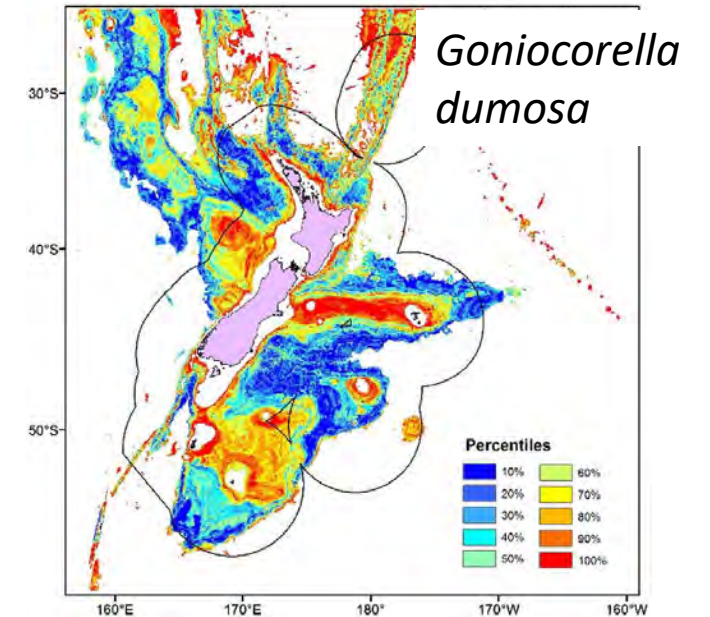 Goniocorella
dumosa
30°S
40°S
50°S
Percentiles
10% 60%
20% 70%
30% 80%
40% 90%
50% 100%
160°E 170°E 180° 170°W 160°W